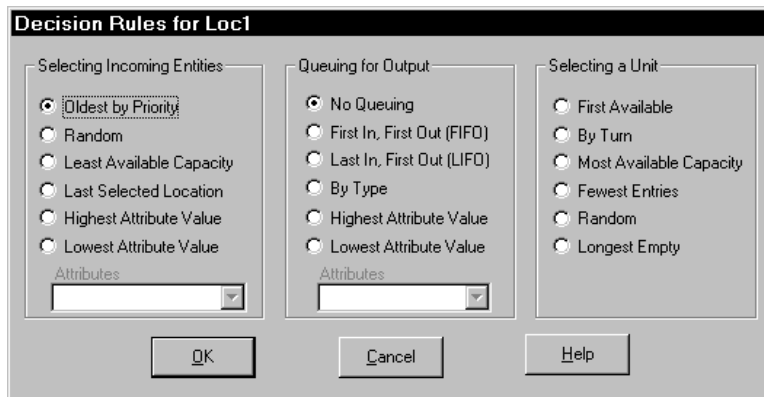 Decision Rules for Loc1
Selecting Incoming Entities
Oldest by Priority
Random
Least Available Capacity
Last Selected Location
Highest Attribute Value
Lowest Attribute Value
Attributes
Queuing for Output
No Queuing
First In, First Out (FIFO)
Last In, First Out (LIFO)
By Type
Highest Attribute Value
Lowest Attribute Value
Attributes
Selecting a Unit
First Available
By Turn
Most Available Capacity
Fewest Entries
Random
Longest Empty
OK
Cancel
Help